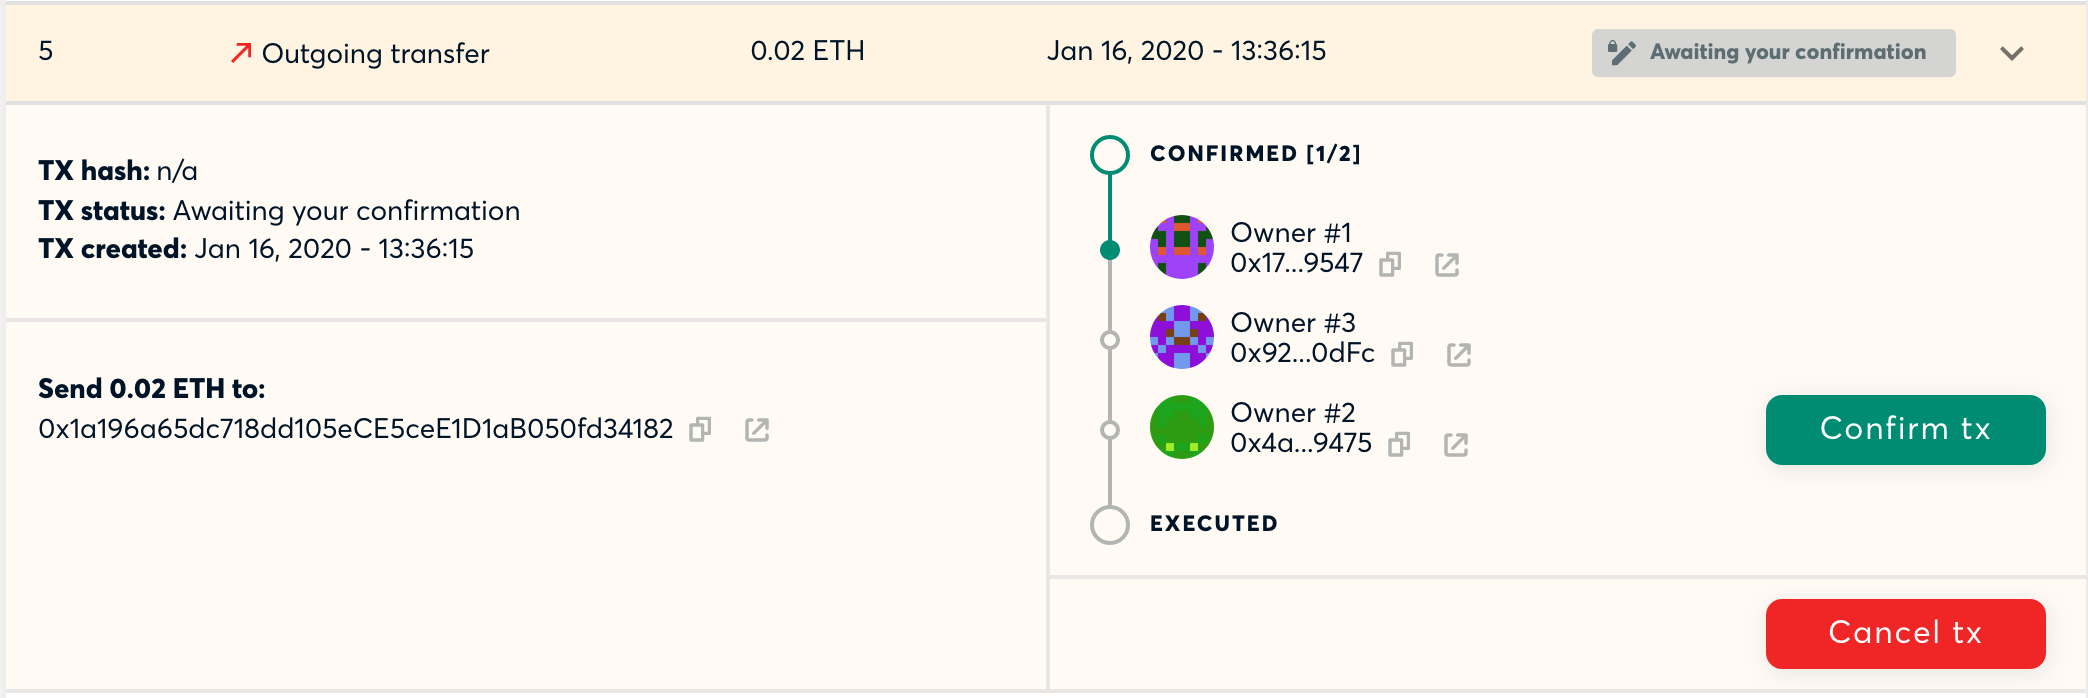 5 Outgoing transfer 0.02 ETH Jan 16, 2020 - 13:36:15 Awaiting your confirmation
TX hash: n/a
TX status: Awaiting your confirmation
TX created: Jan 16, 2020 - 13:36:15
Send 0.02 ETH to:
0x1a196a65dc718dd105eCE5ceE1D1aB050fd34182
CONFIRMED [1/2]
Owner #1
0x17...9547
Owner #3
0x92...0dFc
Owner #2
0x4a...9475
Confirm tx
EXECUTED
Cancel tx